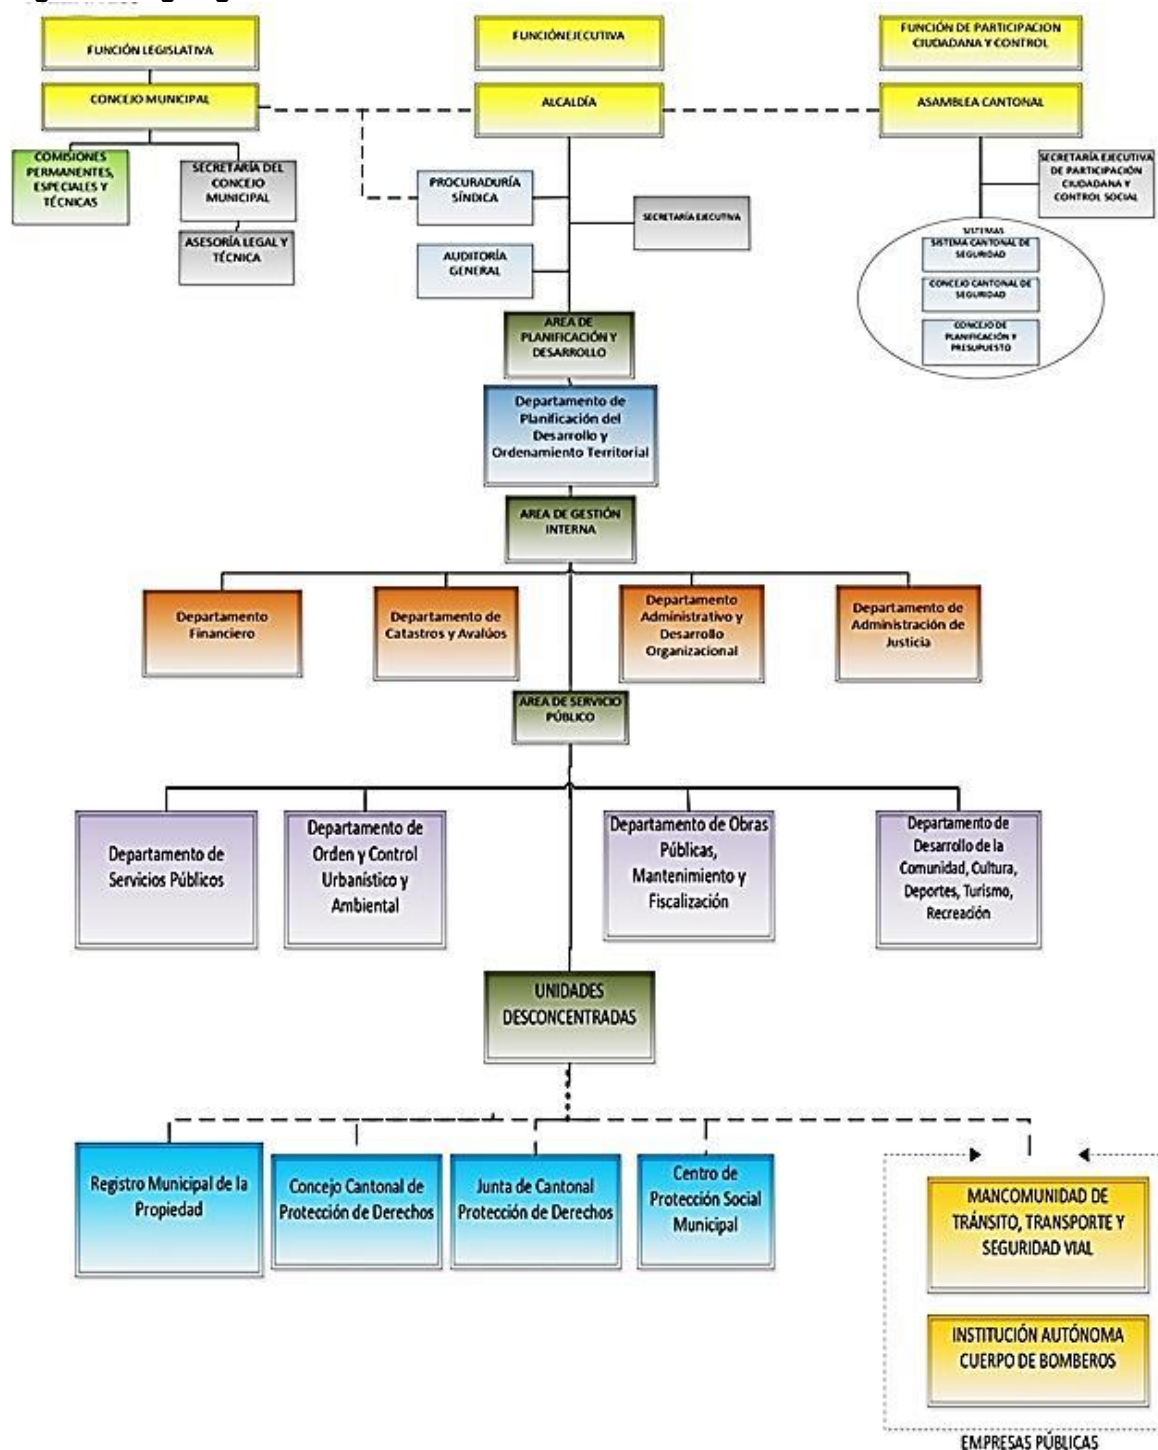 FUNCIÓN LEGISLATIVA
FUNCIÓN EJECUTIVA
FUNCIÓN DE PARTICIPACION
CIUDADANA Y CONTROL
CONCEJO MUNICIPAL
ALCALDÍA
ASAMBLEA CANTONAL
COMISIONES
PERMANENTES,
ESPECIALES Y
TÉCNICAS
SECRETARÍA DEL
CONCEJO
MUNICIPAL
ASESORÍA LEGAL Y
TÉCNICA
PROCURADURÍA
SÍNDICA
SECRETARÍA EJECUTIVA
AUDITORÍA
GENERAL
SECRETARÍA EJECUTIVA
DE PARTICIPACIÓN
CIUDADANA Y
CONTROL SOCIAL
SISTEMAS
SISTEMA CANTONAL DE
SEGURIDAD
CONCEJO CANTONAL DE
SEGURIDAD
CONCEJO DE
PLANIFICACIÓN Y
PRESUPUESTO
AREA DE
PLANIFICACIÓN Y
DESARROLLO
Departamento de
Planificación del
Desarrollo y
Ordenamiento Territorial
AREA DE GESTIÓN
INTERNA
Departamento
Financiero
Departamento de
Catastros y Avalúos
Departamento
Administrativo y
Desarrollo
Organizacional
Departamento de
Administración de
Justicia
AREA DE SERVICIO
PÚBLICO
Departamento de
Servicios Públicos
Departamento de
Orden y Control
Urbanístico y
Ambiental
Departamento de Obras
Públicas,
Mantenimiento y
Fiscalización
Departamento de
Desarrollo de la
Comunidad, Cultura,
Deportes, Turismo,
Recreación
UNIDADES
DESCONCENTRADAS
Registro Municipal de la
Propiedad
Concejo Cantonal de
Protección de Derechos
Junta de Cantonal
Protección de Derechos
Centro de
Protección Social
Municipal
MANCOMUNIDAD DE
TRÁNSITO, TRANSPORTE Y
SEGURIDAD VIAL
INSTITUCIÓN AUTÓNOMA
CUERPO DE BOMBEROS
EMPRESAS PÚBLICAS